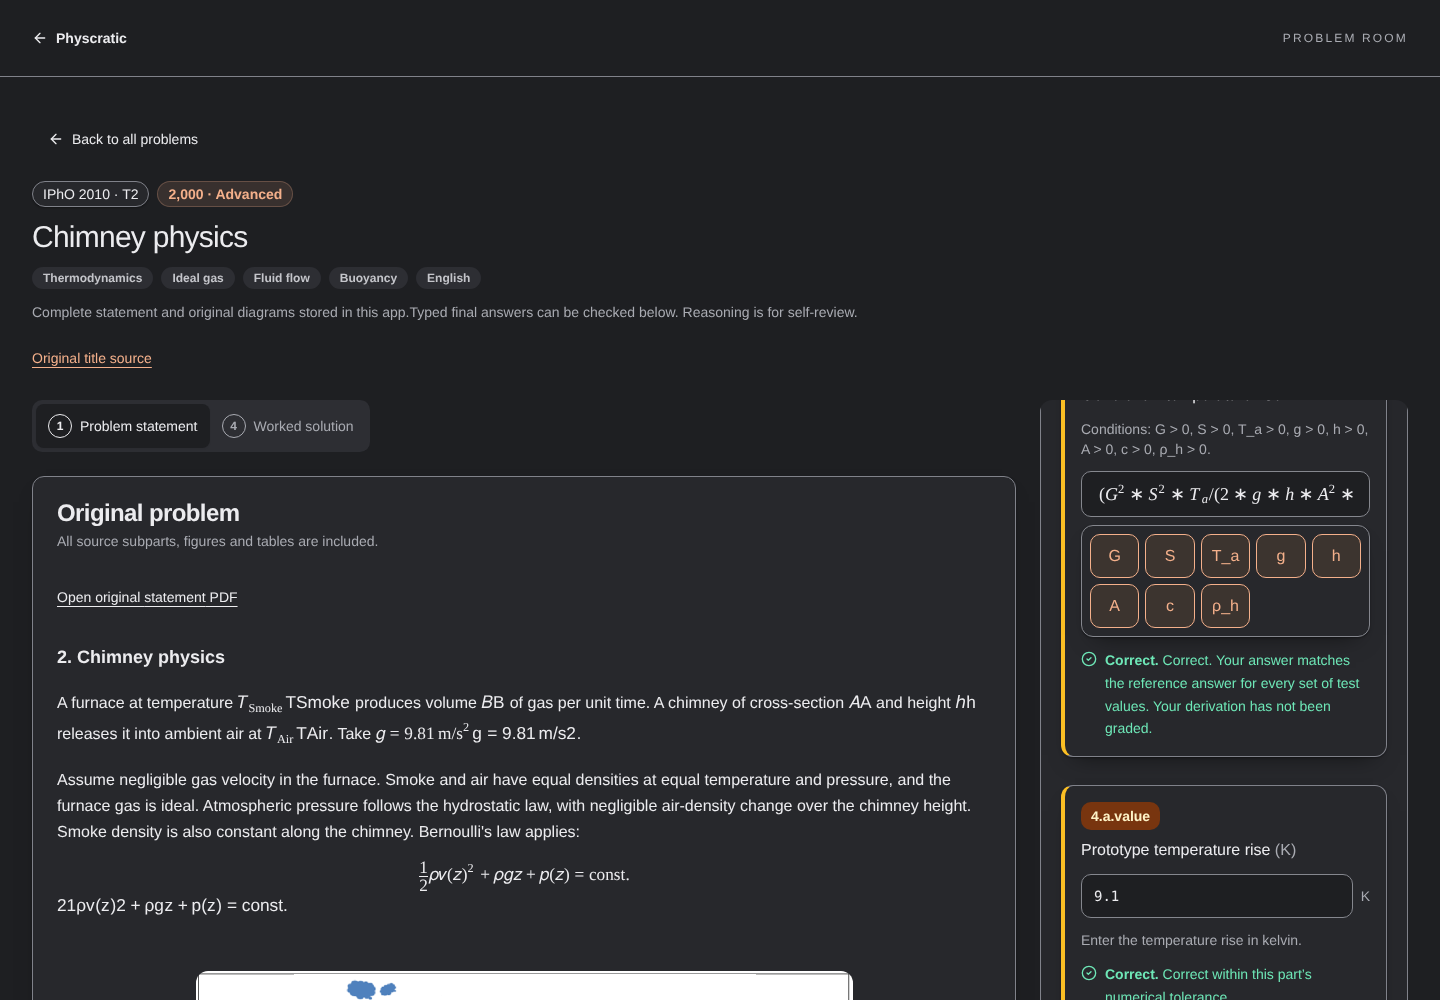 Physcratic
PROBLEM ROOM
Back to all problems
IPhO 2010 · T2
2,000 · Advanced
Chimney physics
Thermodynamics
Ideal gas
Fluid flow
Buoyancy
English
Complete statement and original diagrams stored in this app.Typed final answers can be checked below. Reasoning is for self-review.
Original title source
1 Problem statement
4 Worked solution
Original problem
All source subparts, figures and tables are included.
Open original statement PDF
2. Chimney physics
A furnace at temperature T_Smoke TSmoke produces volume BB of gas per unit time. A chimney of cross-section AA and height hh
releases it into ambient air at T_Air TAir. Take g = 9.81 m/s² g = 9.81 m/s2.
Assume negligible gas velocity in the furnace. Smoke and air have equal densities at equal temperature and pressure, and the
furnace gas is ideal. Atmospheric pressure follows the hydrostatic law, with negligible air-density change over the chimney height.
Smoke density is also constant along the chimney. Bernoulli's law applies:
1/2 ρv(z)² + ρgz + p(z) = const.
21ρv(z)2 + ρgz + p(z) = const.
Conditions: G > 0, S > 0, T_a > 0, g > 0, h > 0,
A > 0, c > 0, ρ_h > 0.
(G² ∗ S² ∗ T_a/(2 ∗ g ∗ h ∗ A² ∗
G
S
T_a
g
h
A
c
ρ_h
Correct. Correct. Your answer matches
the reference answer for every set of test
values. Your derivation has not been
graded.
4.a.value
Prototype temperature rise (K)
9.1
K
Enter the temperature rise in kelvin.
Correct. Correct within this part's
numerical tolerance.